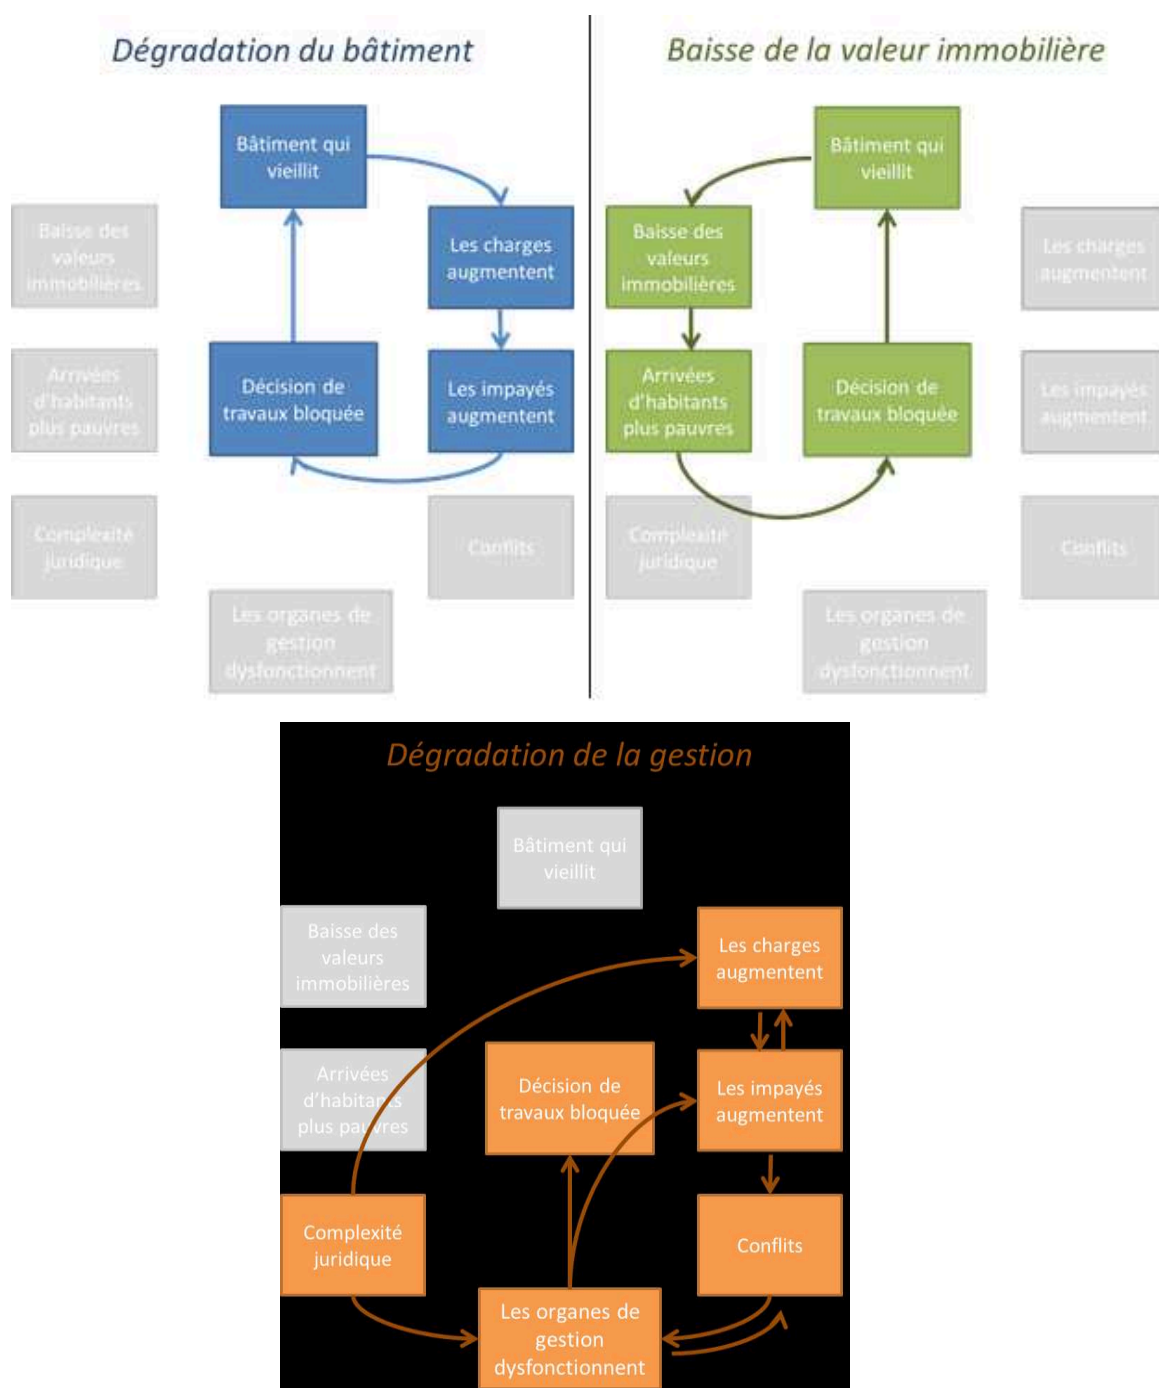 Dégradation du bâtiment
Bâtiment qui
vieillit
Baisse des
valeurs
immobilières
Les charges
augmentent
Arrivées
d'habitants
plus pauvres
Décision de
travaux bloquée
Les impayés
augmentent
Complexité
juridique
Conflits
Les organes de
gestion
dysfonctionnent
Baisse de la valeur immobilière
Bâtiment qui
vieillit
Baisse des
valeurs
immobilières
Les charges
augmentent
Arrivées
d'habitants
plus pauvres
Décision de
travaux bloquée
Les impayés
augmentent
Complexité
juridique
Conflits
Les organes de
gestion
dysfonctionnent
Dégradation de la gestion
Bâtiment qui
vieillit
Baisse des
valeurs
immobilières
Les charges
augmentent
Arrivées
d'habitants
plus pauvres
Décision de
travaux bloquée
Les impayés
augmentent
Complexité
juridique
Conflits
Les organes de
gestion
dysfonctionnent